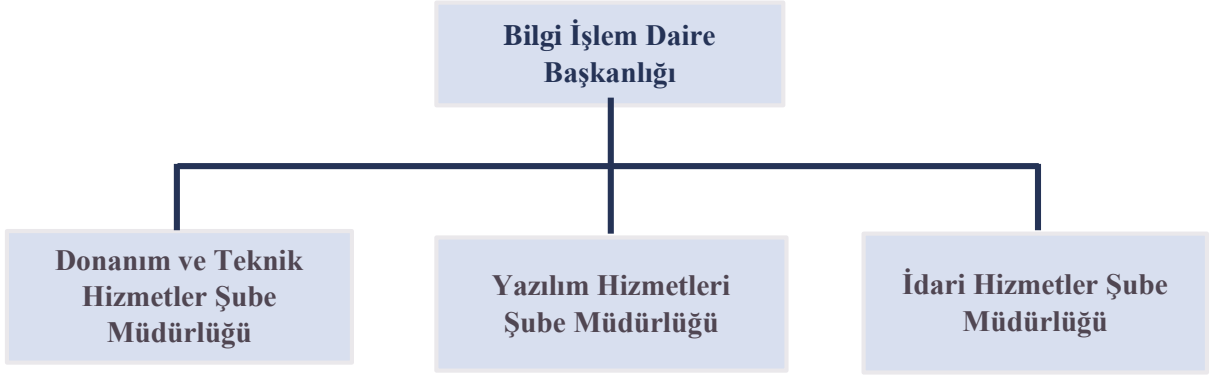 Bilgi İşlem Daire
Başkanlığı
Donanım ve Teknik
Hizmetler Şube
Müdürlüğü
Yazılım Hizmetleri
Şube Müdürlüğü
İdari Hizmetler Şube
Müdürlüğü